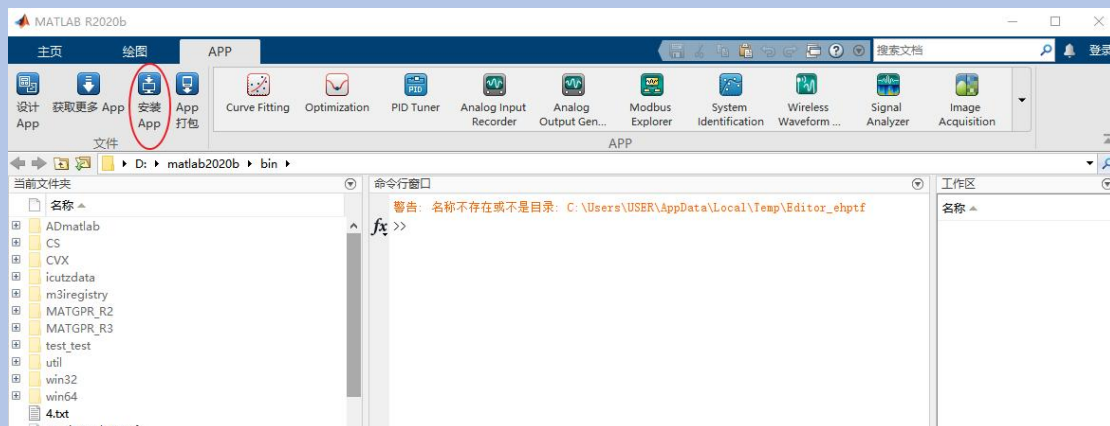 MATLAB R2020b
主页 绘图 APP 搜索文档 登录
设计 App 获取更多 App 安装 App App 打包 Curve Fitting Optimization PID Tuner Analog Input Recorder Analog Output Gen... Modbus Explorer System Identification Wireless Waveform ... Signal Analyzer Image Acquisition
文件 APP
D: matlab2020b bin
当前文件夹 命令行窗口 工作区
名称 名称
警告: 名称不存在或不是目录: C:\Users\USER\AppData\Local\Temp\Editor_ehptf
fx >>
ADmatlab
CS
CVX
icutzdata
m3iregistry
MATGPR_R2
MATGPR_R3
test_test
util
win32
win64
4.txt